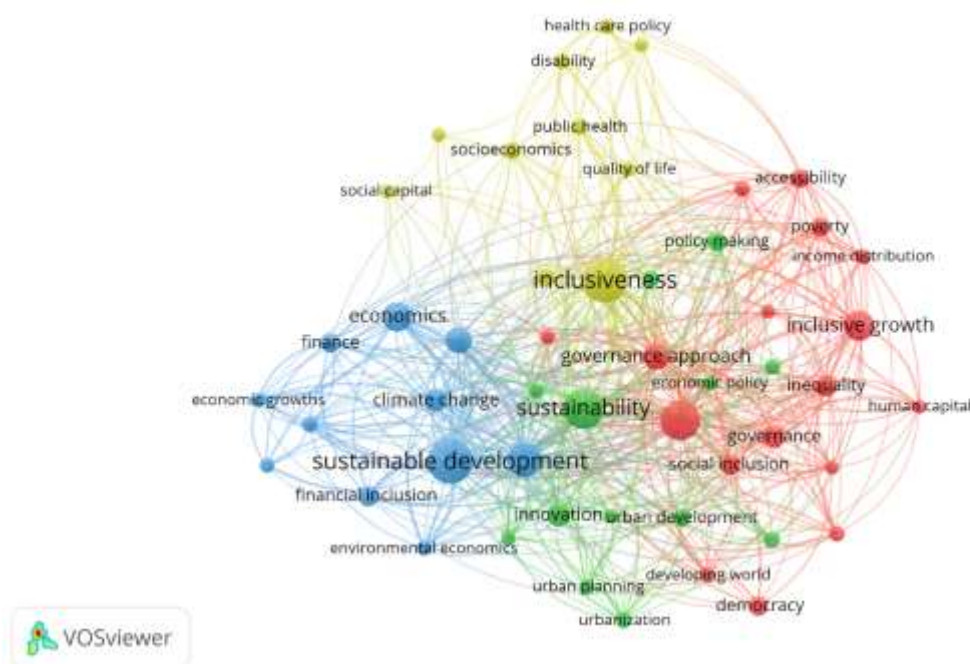 health care policy
disability
public health
socioeconomics
quality of life
accessibility
social capital
poverty
policy making
income distribution
inclusiveness
economics
inclusive growth
finance
governance approach
economic policy
inequality
economic growths
climate change
sustainability
human capital
governance
sustainable development
social inclusion
financial inclusion
innovation
urban development
environmental economics
developing world
urban planning
democracy
urbanization
VOSviewer